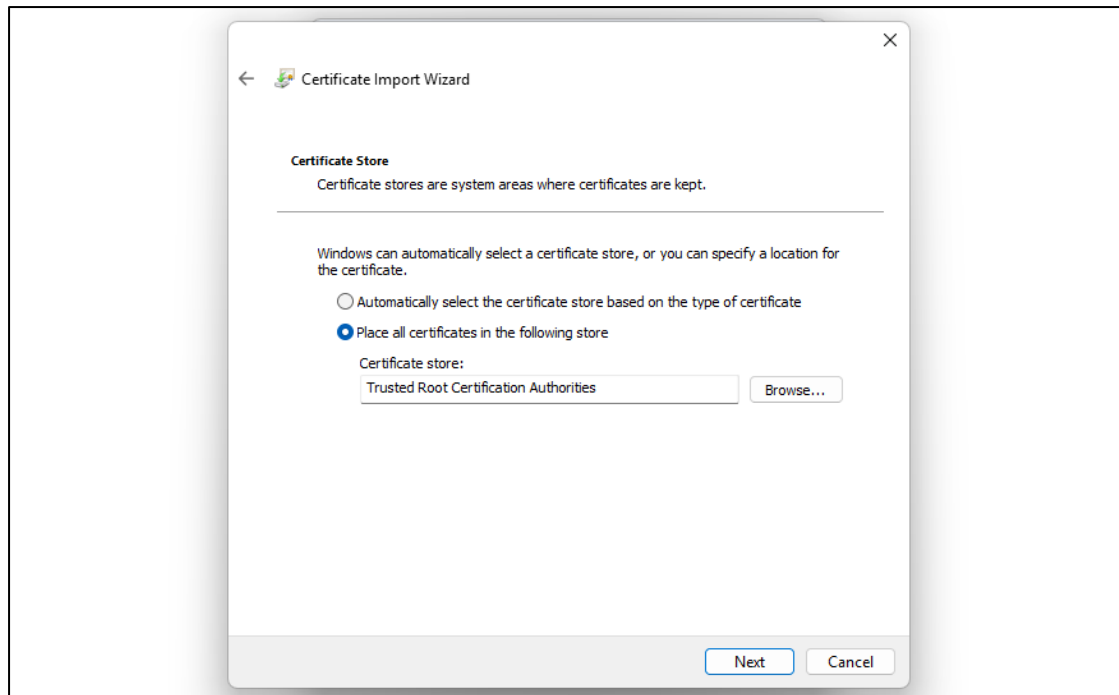 Certificate Import Wizard
Certificate Store
Certificate stores are system areas where certificates are kept.
Windows can automatically select a certificate store, or you can specify a location for
the certificate.
Automatically select the certificate store based on the type of certificate
Place all certificates in the following store
Certificate store:
Trusted Root Certification Authorities
Browse...
Next
Cancel